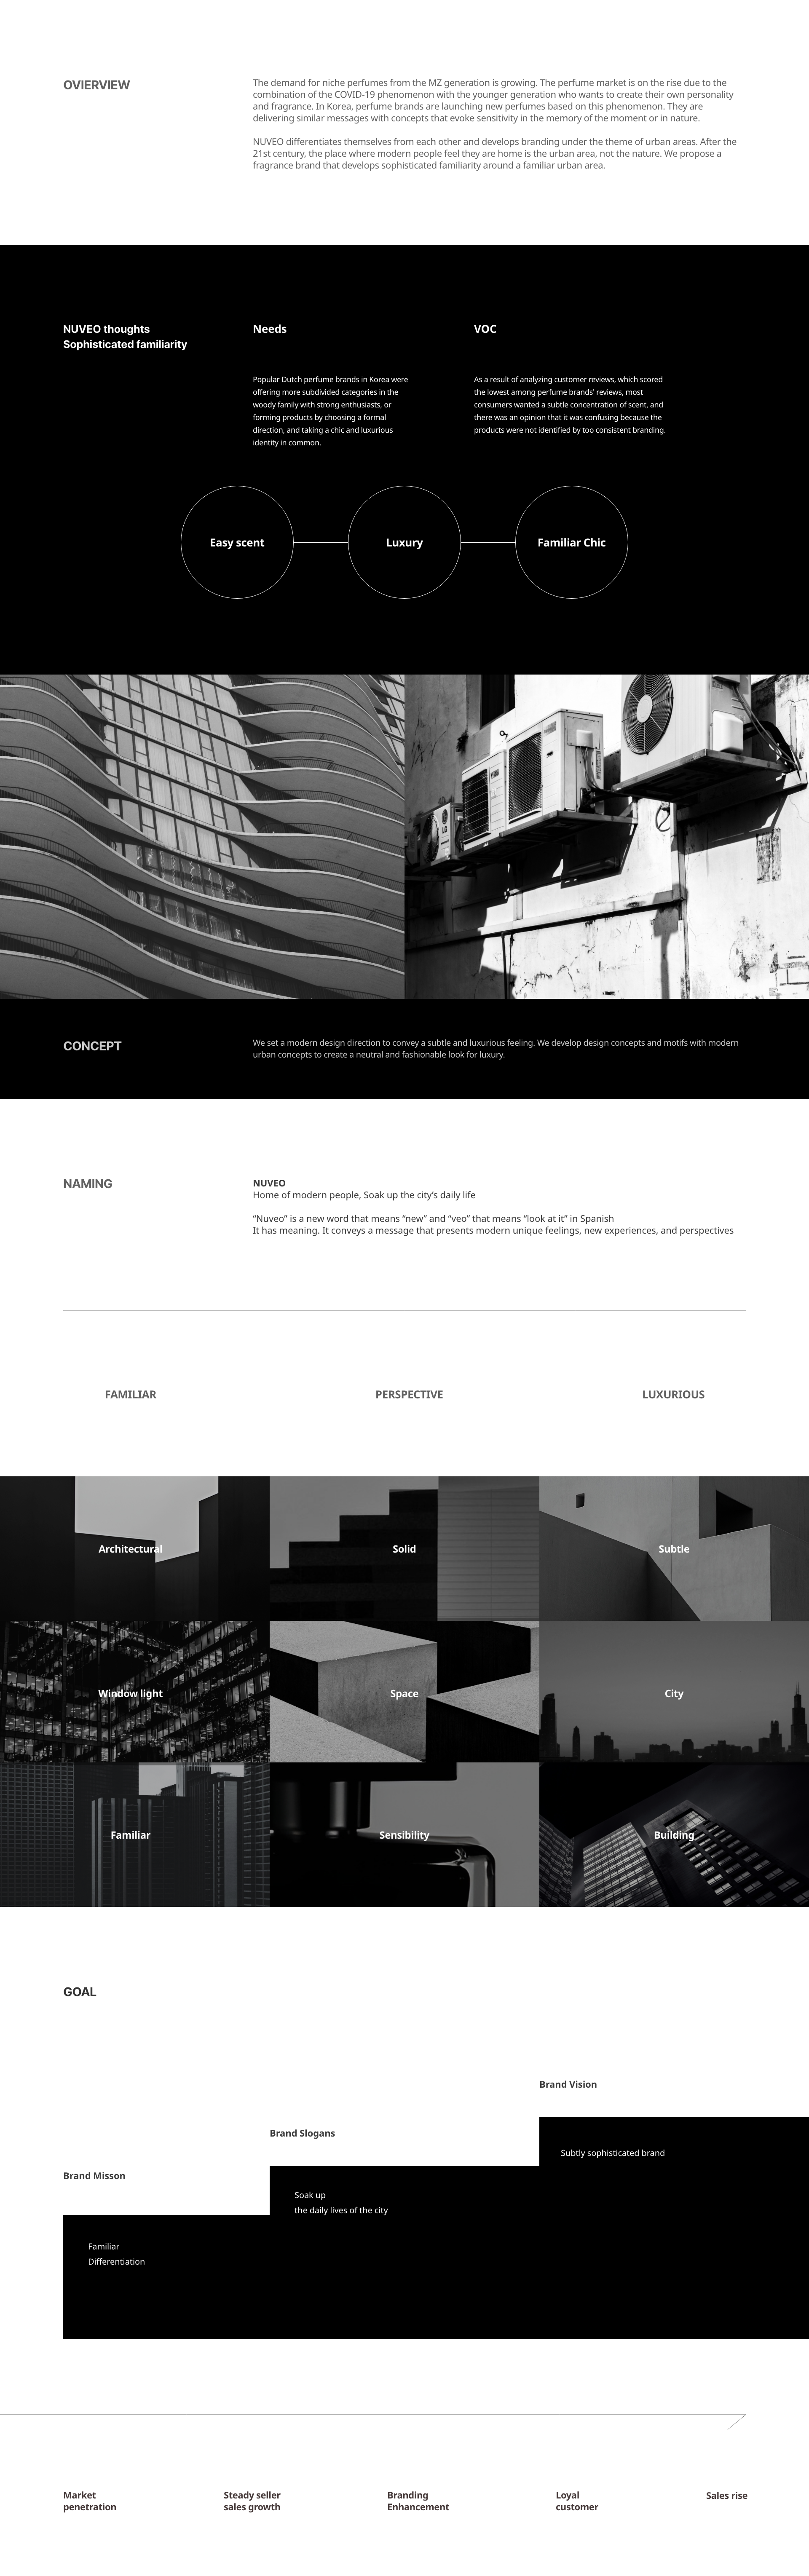 OVIERVIEW
The demand for niche perfumes from the MZ generation is growing. The perfume market is on the rise due to the
combination of the COVID-19 phenomenon with the younger generation who wants to create their own personality
and fragrance. In Korea, perfume brands are launching new perfumes based on this phenomenon. They are
delivering similar messages with concepts that evoke sensitivity in the memory of the moment or in nature.
NUVEO differentiates themselves from each other and develops branding under the theme of urban areas. After the
21st century, the place where modern people feel they are home is the urban area, not the nature. We propose a
fragrance brand that develops sophisticated familiarity around a familiar urban area.
NUVEO thoughts
Sophisticated familiarity
Needs
Popular Dutch perfume brands in Korea were
offering more subdivided categories in the
woody family with strong enthusiasts, or
forming products by choosing a formal
direction, and taking a chic and luxurious
identity in common.
VOC
As a result of analyzing customer reviews, which scored
the lowest among perfume brands' reviews, most
consumers wanted a subtle concentration of scent, and
there was an opinion that it was confusing because the
products were not identified by too consistent branding.
Easy scent
Luxury
Familiar Chic
CONCEPT
We set a modern design direction to convey a subtle and luxurious feeling. We develop design concepts and motifs with modern
urban concepts to create a neutral and fashionable look for luxury.
NAMING
NUVEO
Home of modern people, Soak up the city's daily life
“Nuveo” is a new word that means “new” and “veo” that means “look at it” in Spanish
It has meaning. It conveys a message that presents modern unique feelings, new experiences, and perspectives
FAMILIAR
PERSPECTIVE
LUXURIOUS
Architectural
Solid
Subtle
Window light
Space
City
Familiar
Sensibility
Building
GOAL
Brand Vision
Subtly sophisticated brand
Brand Slogans
Soak up
the daily lives of the city
Brand Misson
Familiar
Differentiation
Market
penetration
Steady seller
sales growth
Branding
Enhancement
Loyal
customer
Sales rise